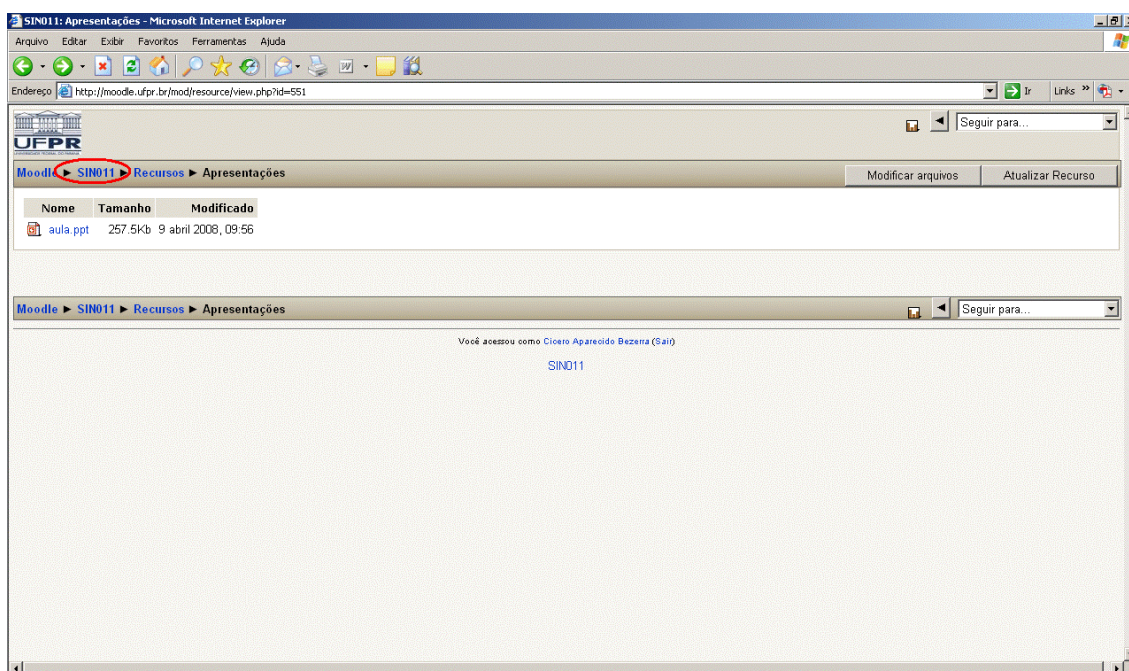 SIN011: Apresentações - Microsoft Internet Explorer
Arquivo Editar Exibir Favoritos Ferramentas Ajuda
Endereço http://moodle.ufpr.br/mod/resource/view.php?id=551 Ir Links »
UFPR
Seguir para...
Moodle ► SIN011 ► Recursos ► Apresentações
Modificar arquivos Atualizar Recurso
Nome Tamanho Modificado
aula.ppt 257.5Kb 9 abril 2008, 09:56
Moodle ► SIN011 ► Recursos ► Apresentações Seguir para...
Você acessou como Cicero Aparecido Bezerra (Sair)
SIN011